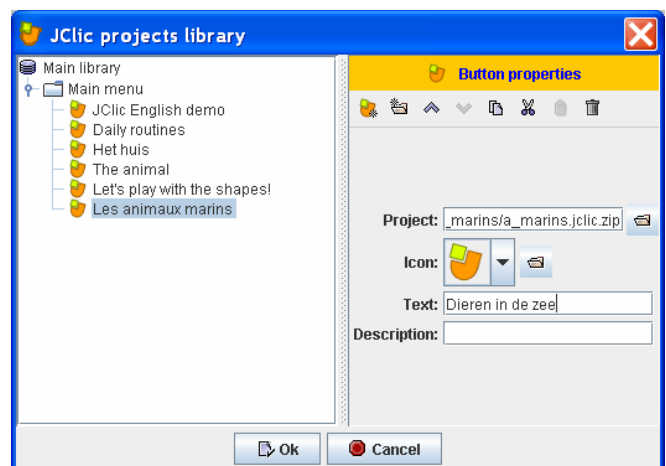 JClic projects library
Main library
Main menu
JClic English demo
Daily routines
Het huis
The animal
Let's play with the shapes!
Les animaux marins
Button properties
Project: _marins/a_marins.jclic.zip
Icon:
Text: Dieren in de zee
Description:
Ok Cancel